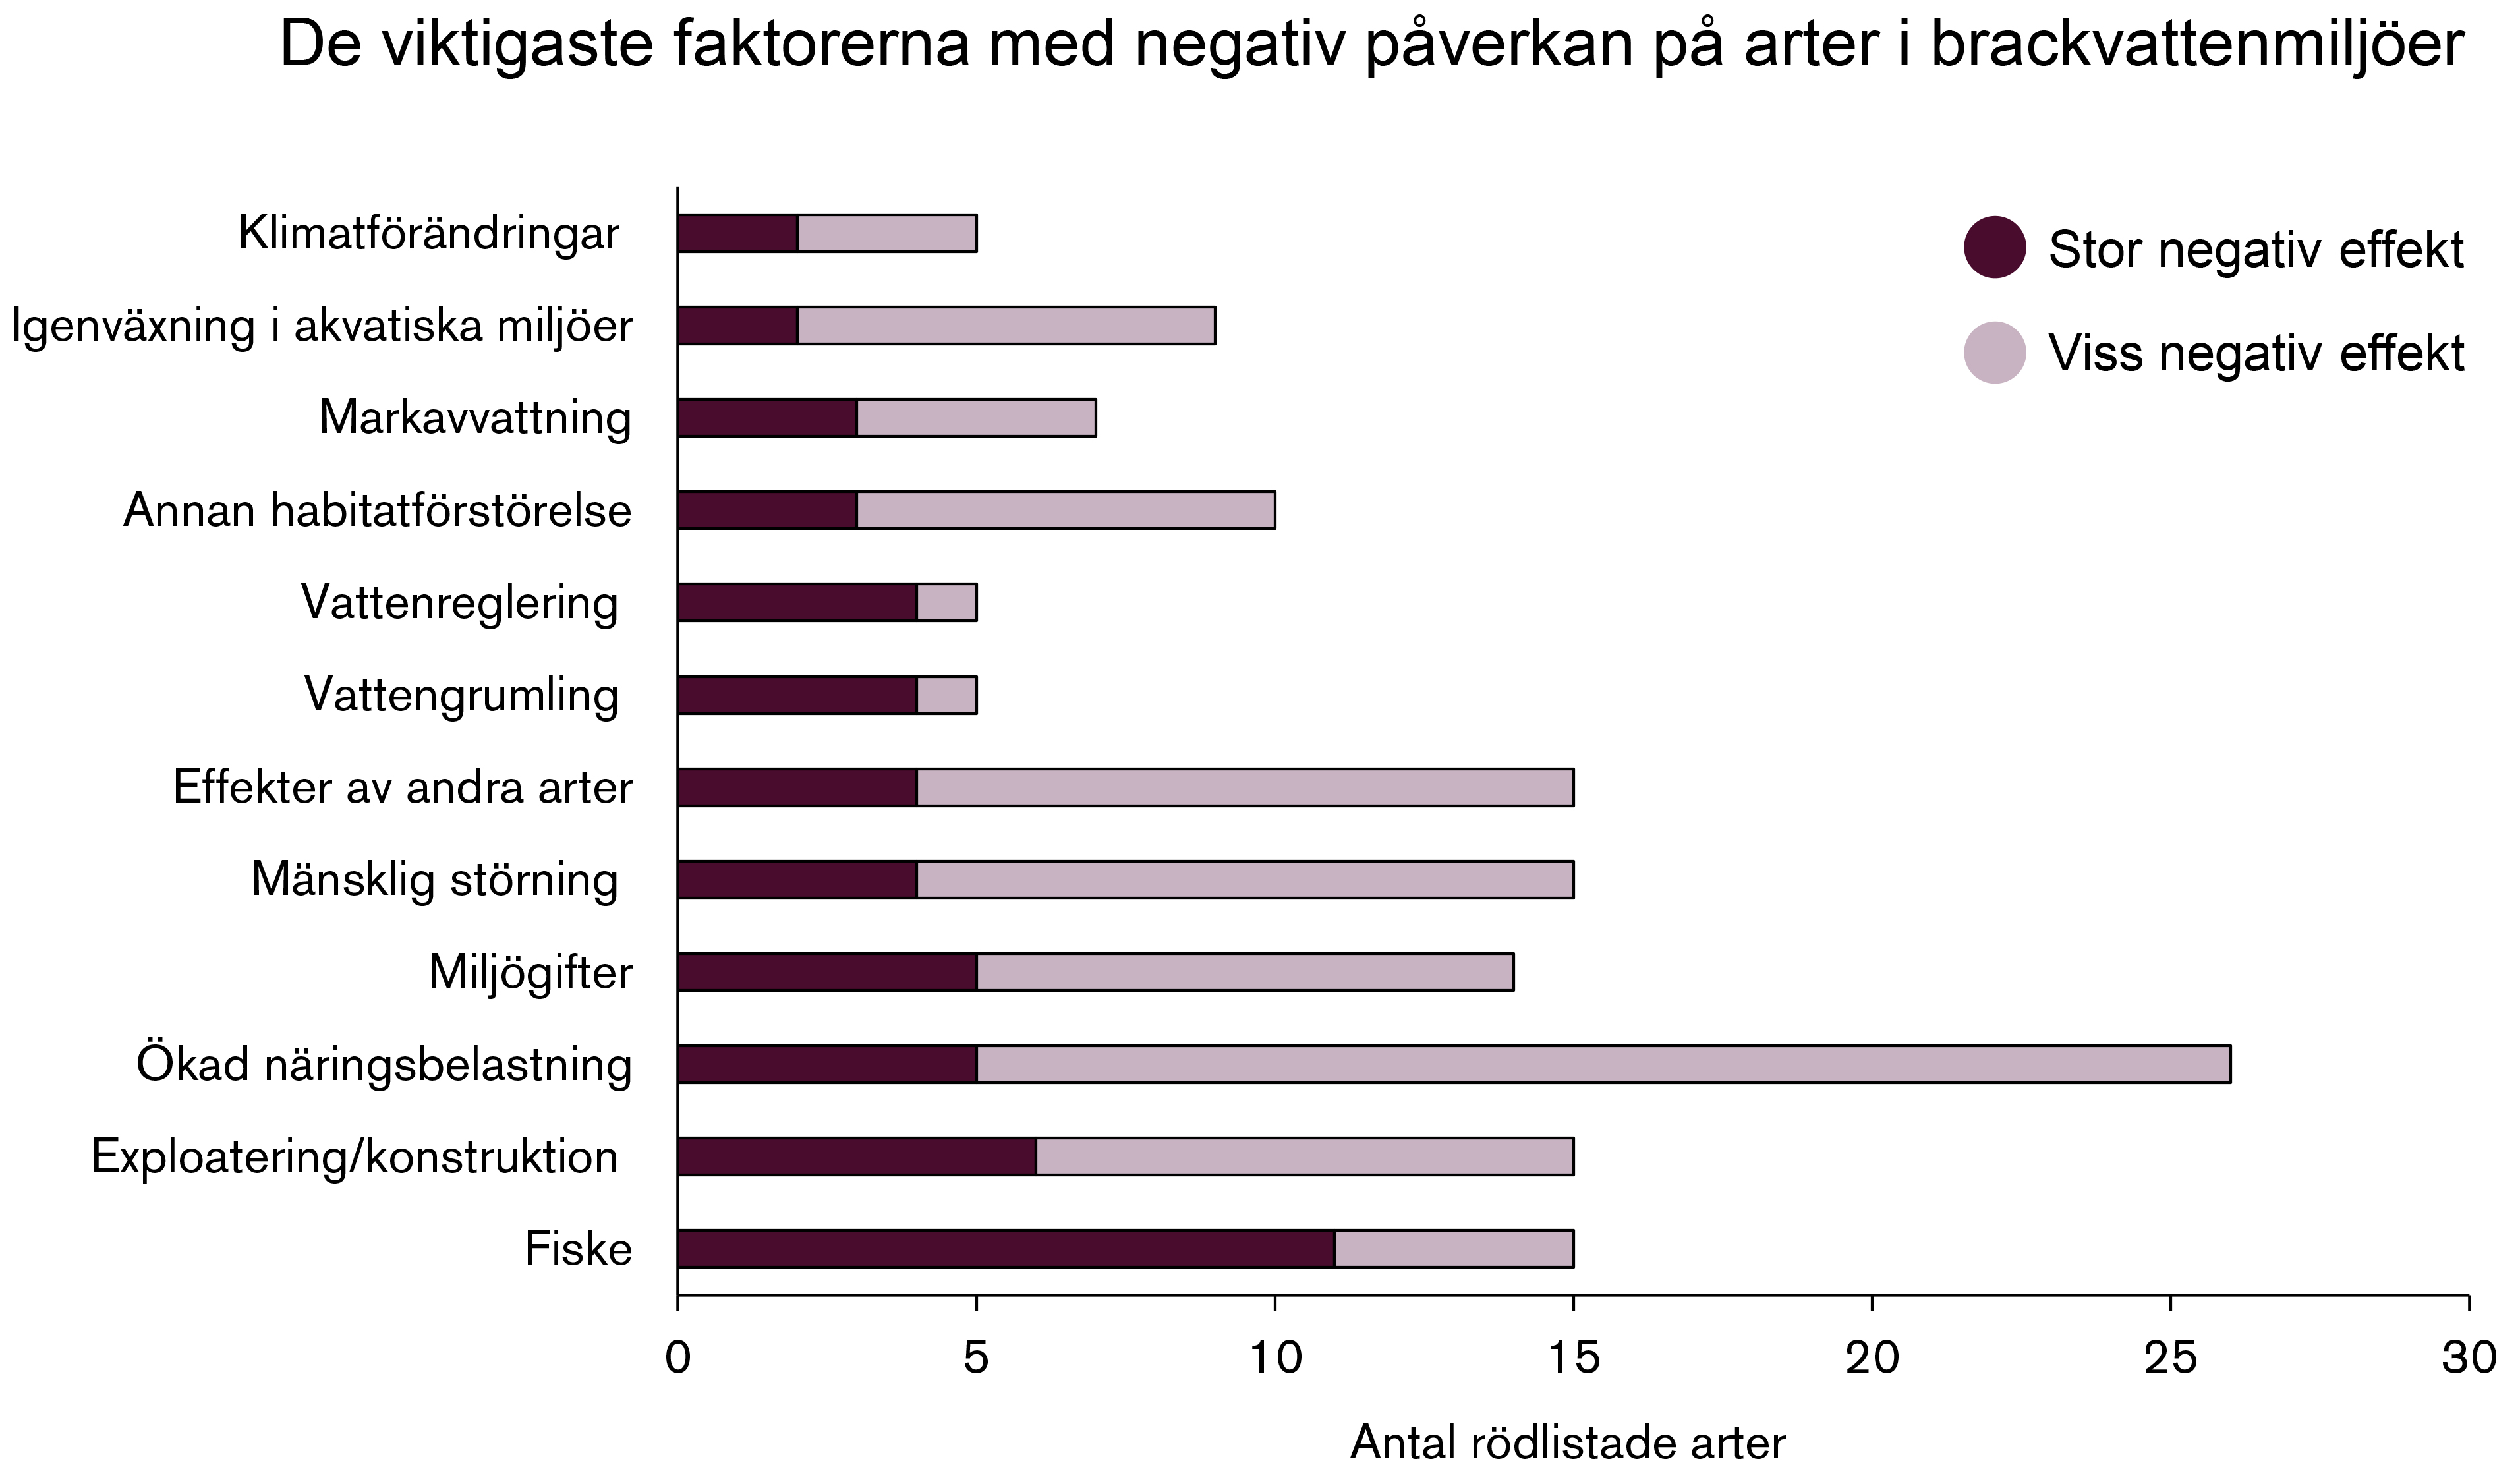 De viktigaste faktorerna med negativ påverkan på arter i brackvattenmiljöer
Stor negativ effekt
Viss negativ effekt
Klimatförändringar
Igenväxning i akvatiska miljöer
Markavvattning
Annan habitatförstörelse
Vattenreglering
Vattengrumling
Effekter av andra arter
Mänsklig störning
Miljögifter
Ökad näringsbelastning
Exploatering/konstruktion
Fiske
0 5 10 15 20 25 30
Antal rödlistade arter